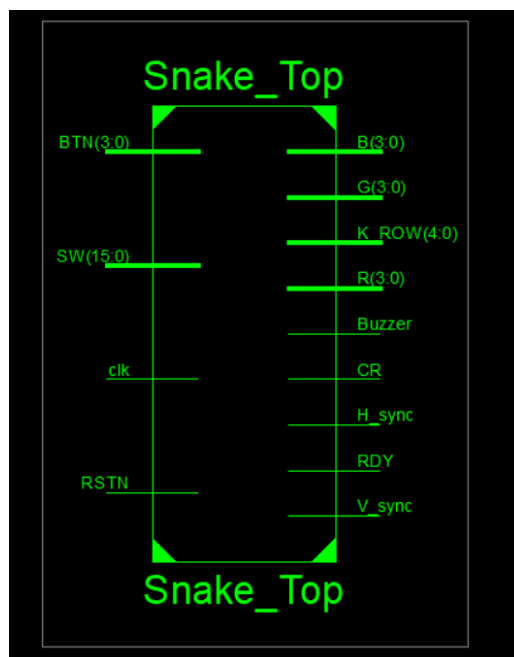 Snake_Top
BTN(3:0)
B(3:0)
G(3:0)
K_ROW(4:0)
SW(15:0)
R(3:0)
Buzzer
clk
CR
H_sync
RDY
RSTN
V_sync
Snake_Top